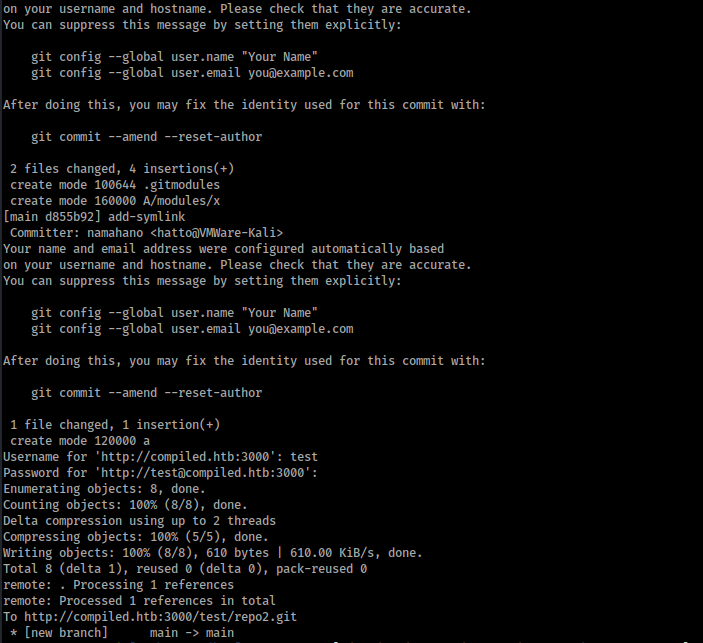 on your username and hostname. Please check that they are accurate.
You can suppress this message by setting them explicitly:
git config --global user.name "Your Name"
git config --global user.email you@example.com
After doing this, you may fix the identity used for this commit with:
git commit --amend --reset-author
2 files changed, 4 insertions(+)
create mode 100644 .gitmodules
create mode 160000 A/modules/x
[main d855b92] add-symlink
Committer: namahano <hatto@VMWare-Kali>
Your name and email address were configured automatically based
on your username and hostname. Please check that they are accurate.
You can suppress this message by setting them explicitly:
git config --global user.name "Your Name"
git config --global user.email you@example.com
After doing this, you may fix the identity used for this commit with:
git commit --amend --reset-author
1 file changed, 1 insertion(+)
create mode 120000 a
Username for 'http://compiled.htb:3000': test
Password for 'http://test@compiled.htb:3000':
Enumerating objects: 8, done.
Counting objects: 100% (8/8), done.
Delta compression using up to 2 threads
Compressing objects: 100% (5/5), done.
Writing objects: 100% (8/8), 610 bytes | 610.00 KiB/s, done.
Total 8 (delta 1), reused 0 (delta 0), pack-reused 0
remote: . Processing 1 references
remote: Processed 1 references in total
To http://compiled.htb:3000/test/repo2.git
* [new branch]      main -> main